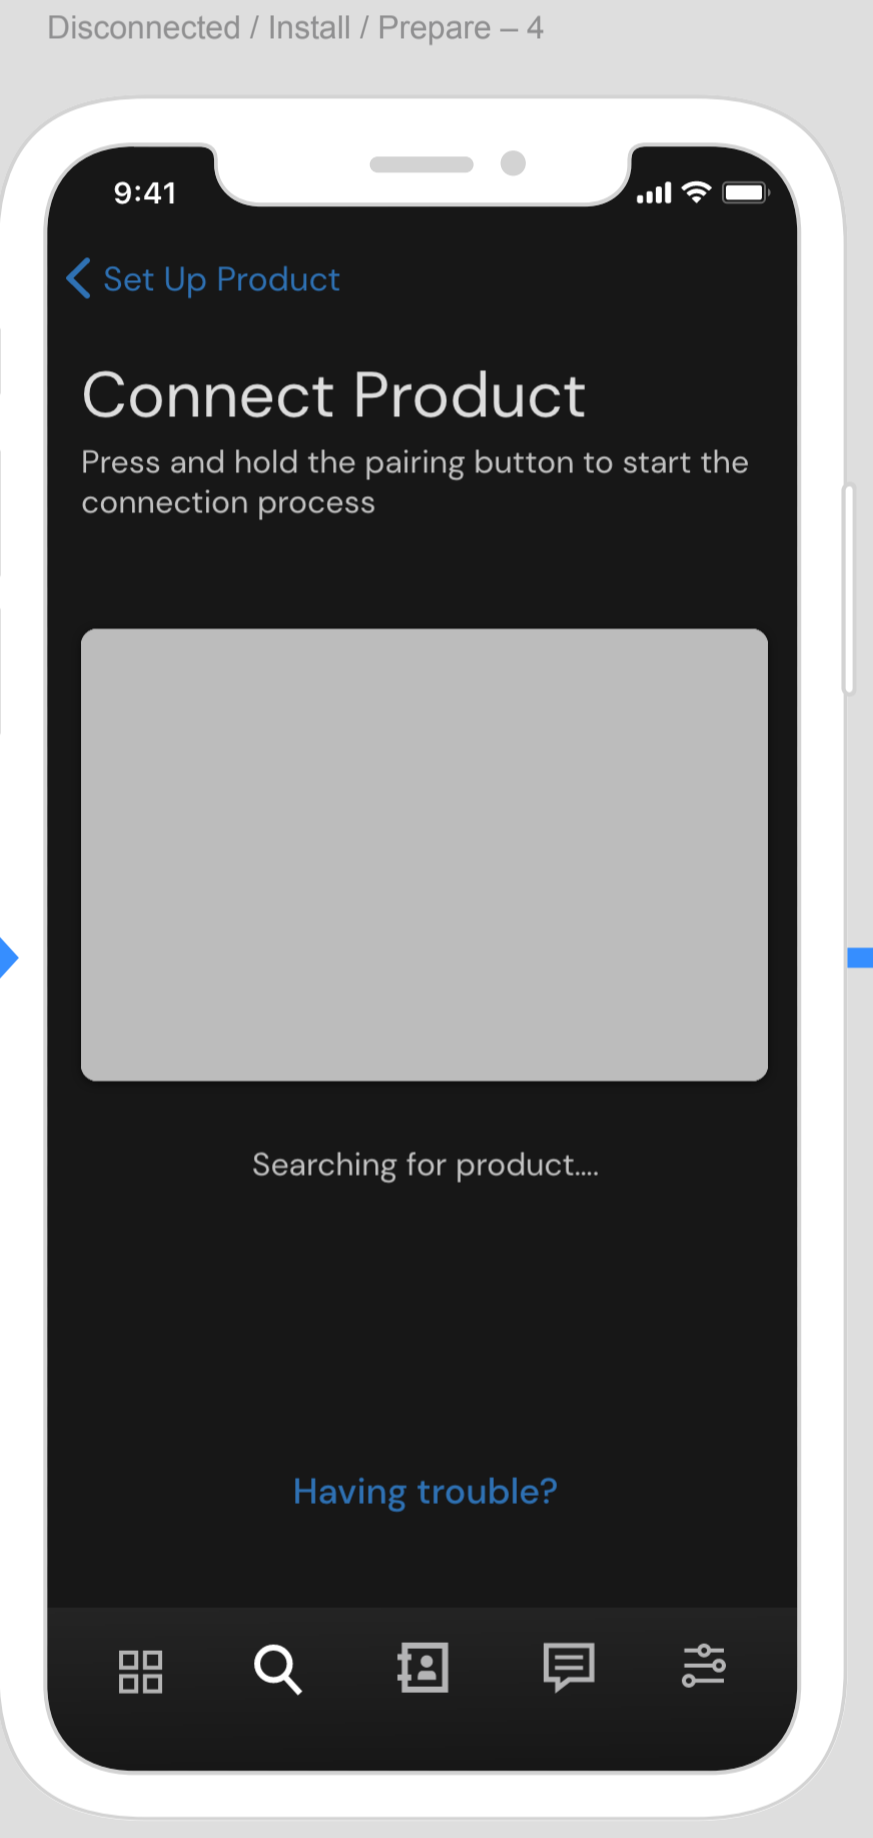 Disconnected / Install / Prepare – 4
9:41
Set Up Product
Connect Product
Press and hold the pairing button to start the
connection process
Searching for product....
Having trouble?